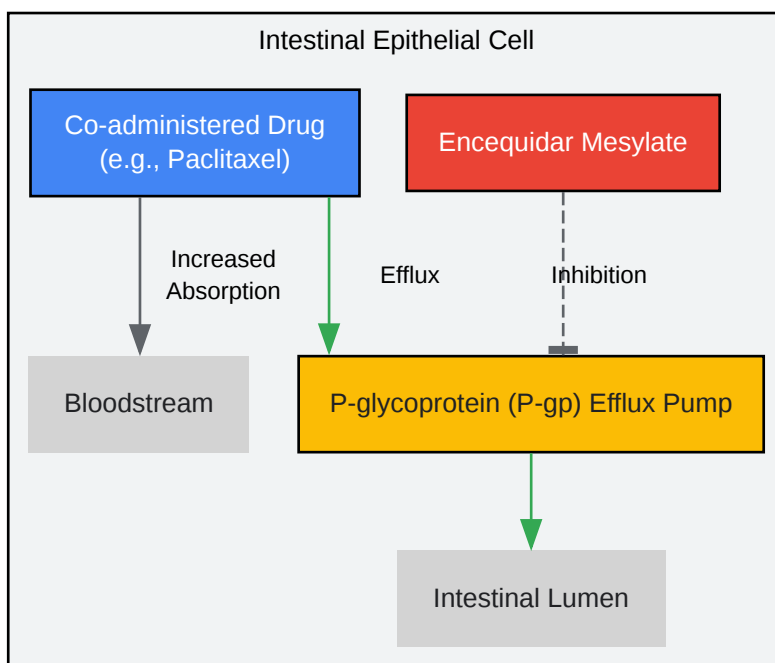 Intestinal Epithelial Cell
Co-administered Drug
(e.g., Paclitaxel)
Encequidar Mesylate
Increased
Absorption
Efflux
Inhibition
Bloodstream
P-glycoprotein (P-gp) Efflux Pump
Intestinal Lumen